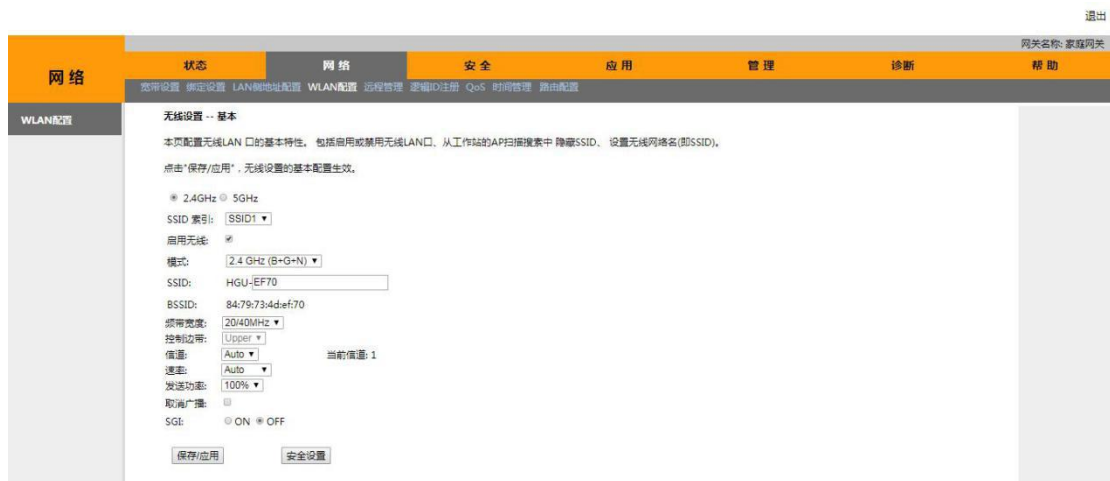 退出
网关名称: 家庭网关
网络
状态 网络 安全 应用 管理 诊断 帮助
宽带设置 绑定设置 LAN侧地址配置 WLAN配置 远程管理 逻辑ID注册 QoS 时间管理 路由配置
WLAN配置
无线设置 -- 基本
本页配置无线LAN 口的基本特性。 包括启用或禁用无线LAN口、从工作站的AP扫描搜索中 隐藏SSID、 设置无线网络名(即SSID)。
点击"保存/应用"，无线设置的基本配置生效。
2.4GHz 5GHz
SSID 索引: SSID1
启用无线:
模式: 2.4 GHz (B+G+N)
SSID: HGU-EF70
BSSID: 84:79:73:4d:ef:70
频带宽度: 20/40MHz
控制边带: Upper
信道: Auto 当前信道: 1
速率: Auto
发送功率: 100%
取消广播:
SGI: ON OFF
保存/应用 安全设置